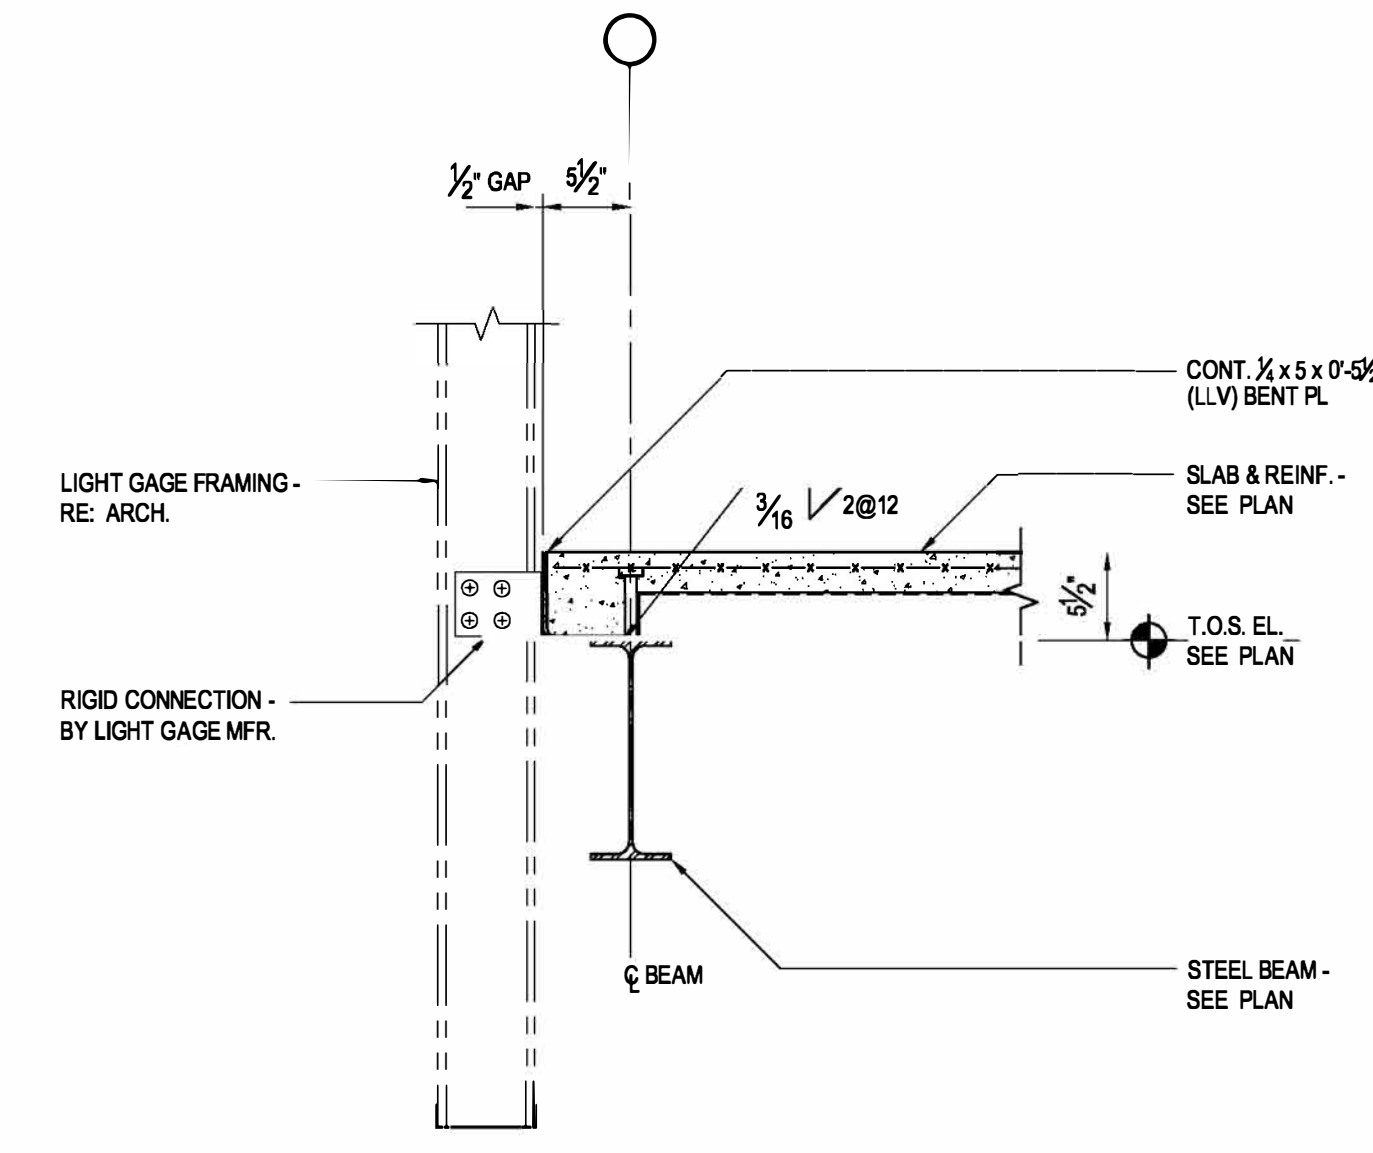 ½" GAP
5½"
CONT. ¼ x 5 x 0'-5½
(LLV) BENT PL
LIGHT GAGE FRAMING -
RE: ARCH.
SLAB & REINF. -
SEE PLAN
3/16 2@12
5½"
T.O.S. EL.
SEE PLAN
RIGID CONNECTION -
BY LIGHT GAGE MFR.
℄ BEAM
STEEL BEAM -
SEE PLAN